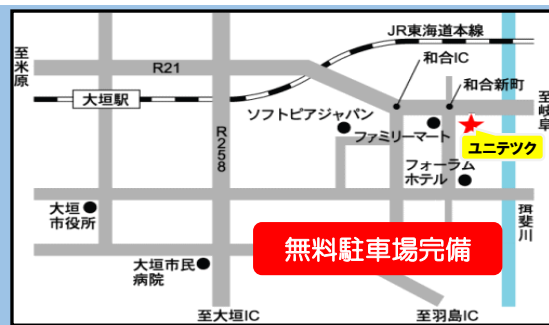 JR東海道本線
至米原
和合IC
R21
和合新町
至岐阜
大垣駅
ソフトピアジャパン
ファミリーマート
ユニテツク
R258
フォーラム
ホテル
大垣
市役所
揖斐川
無料駐車場完備
大垣市民
病院
至大垣IC
至羽島IC